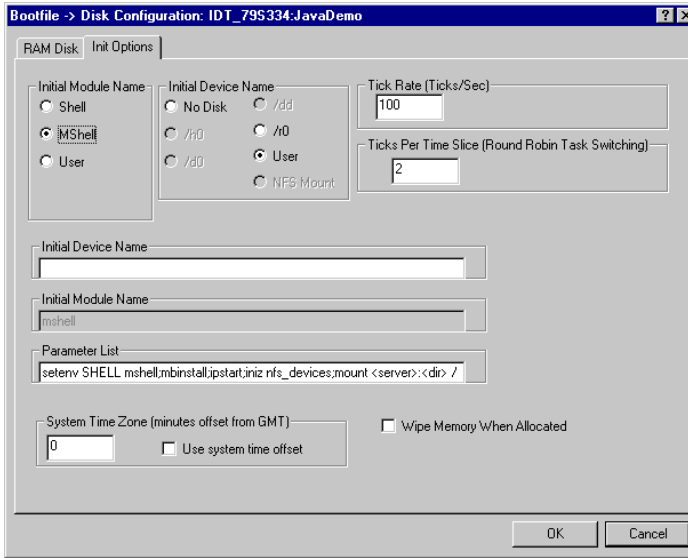 Bootfile -> Disk Configuration: IDT_79S334:JavaDemo
RAM Disk
Init Options
Initial Module Name
Shell
MShell
User
Initial Device Name
No Disk
/h0
/d0
/dd
/r0
User
NFS Mount
Tick Rate (Ticks/Sec)
100
Ticks Per Time Slice (Round Robin Task Switching)
2
Initial Device Name
Initial Module Name
mshell
Parameter List
setenv SHELL mshell;mbinstall;ipstart;iniz nfs_devices;mount <server>:<dir> /
System Time Zone (minutes offset from GMT)
0
Use system time offset
Wipe Memory When Allocated
OK
Cancel